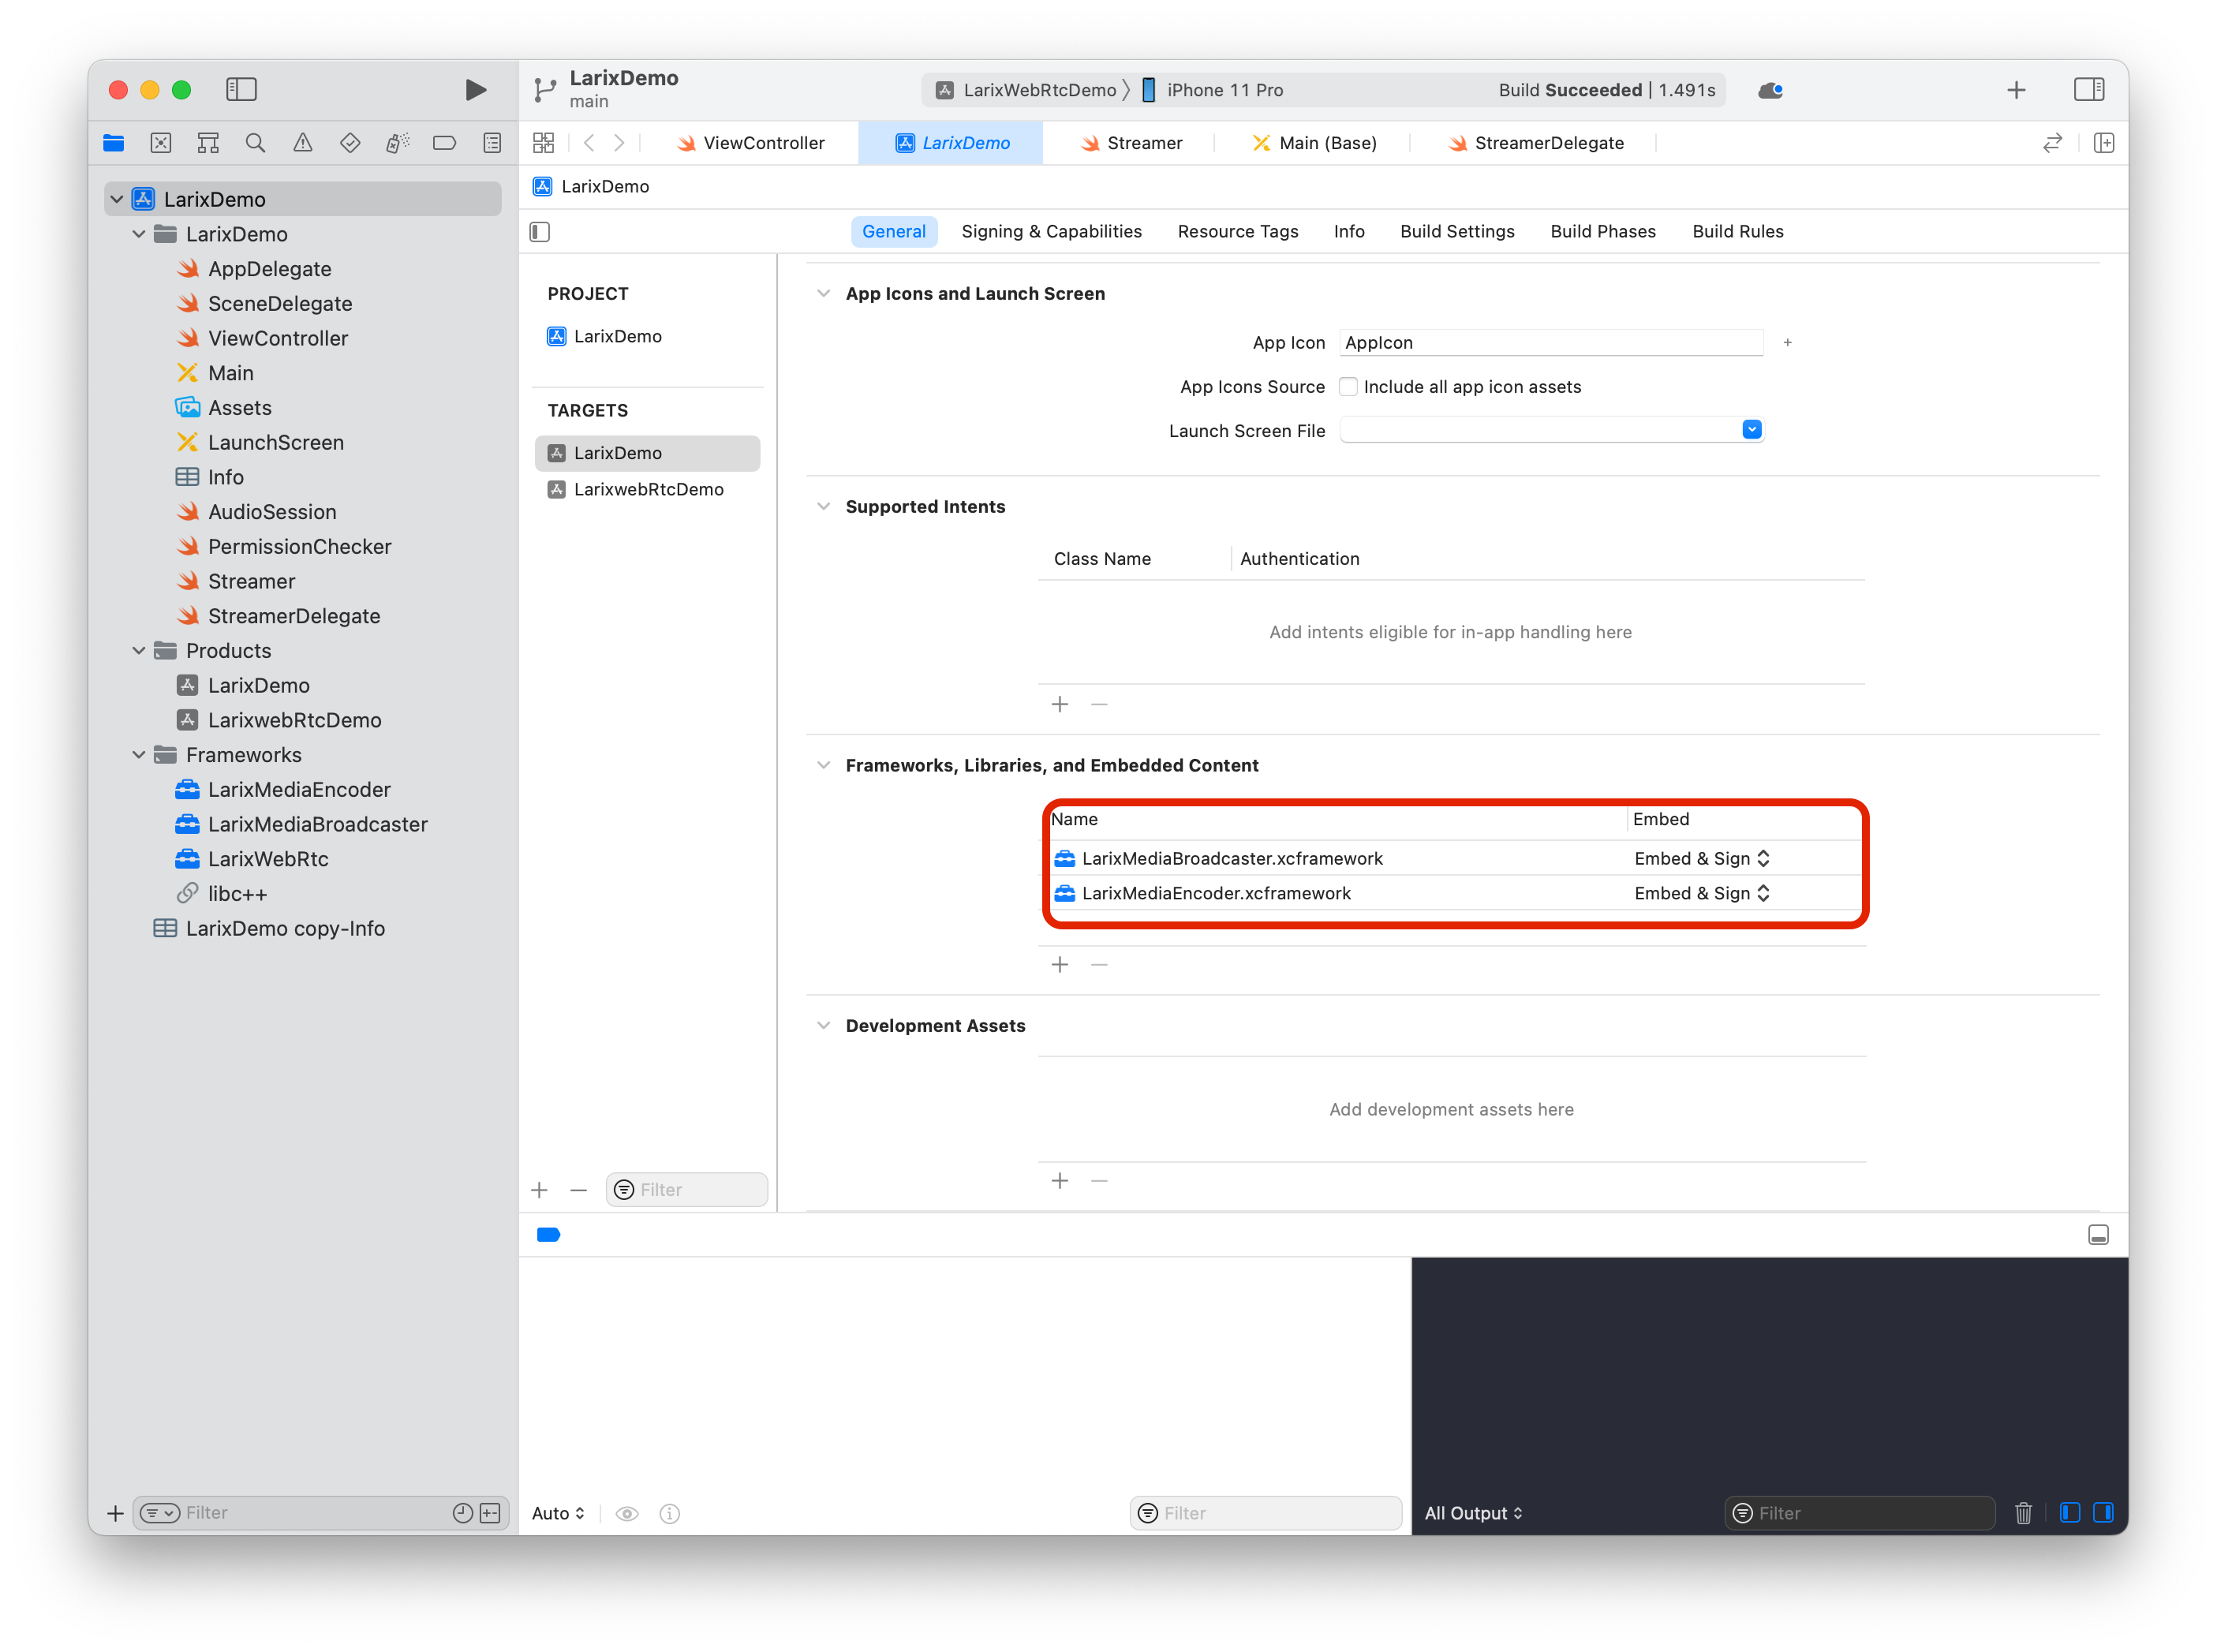 LarixDemo
main
LarixWebRtcDemo
iPhone 11 Pro
Build Succeeded | 1.491s
ViewController
LarixDemo
Streamer
Main (Base)
StreamerDelegate
LarixDemo
LarixDemo
AppDelegate
SceneDelegate
ViewController
Main
Assets
LaunchScreen
Info
AudioSession
PermissionChecker
Streamer
StreamerDelegate
Products
LarixDemo
LarixwebRtcDemo
Frameworks
LarixMediaEncoder
LarixMediaBroadcaster
LarixWebRtc
libc++
LarixDemo copy-Info
Filter
LarixDemo
General
Signing & Capabilities
Resource Tags
Info
Build Settings
Build Phases
Build Rules
PROJECT
LarixDemo
TARGETS
LarixDemo
LarixwebRtcDemo
Filter
App Icons and Launch Screen
App Icon
AppIcon
App Icons Source
Include all app icon assets
Launch Screen File
Supported Intents
Class Name
Authentication
Add intents eligible for in-app handling here
Frameworks, Libraries, and Embedded Content
Name
Embed
LarixMediaBroadcaster.xcframework
Embed & Sign
LarixMediaEncoder.xcframework
Embed & Sign
Development Assets
Add development assets here
Auto
Filter
All Output
Filter